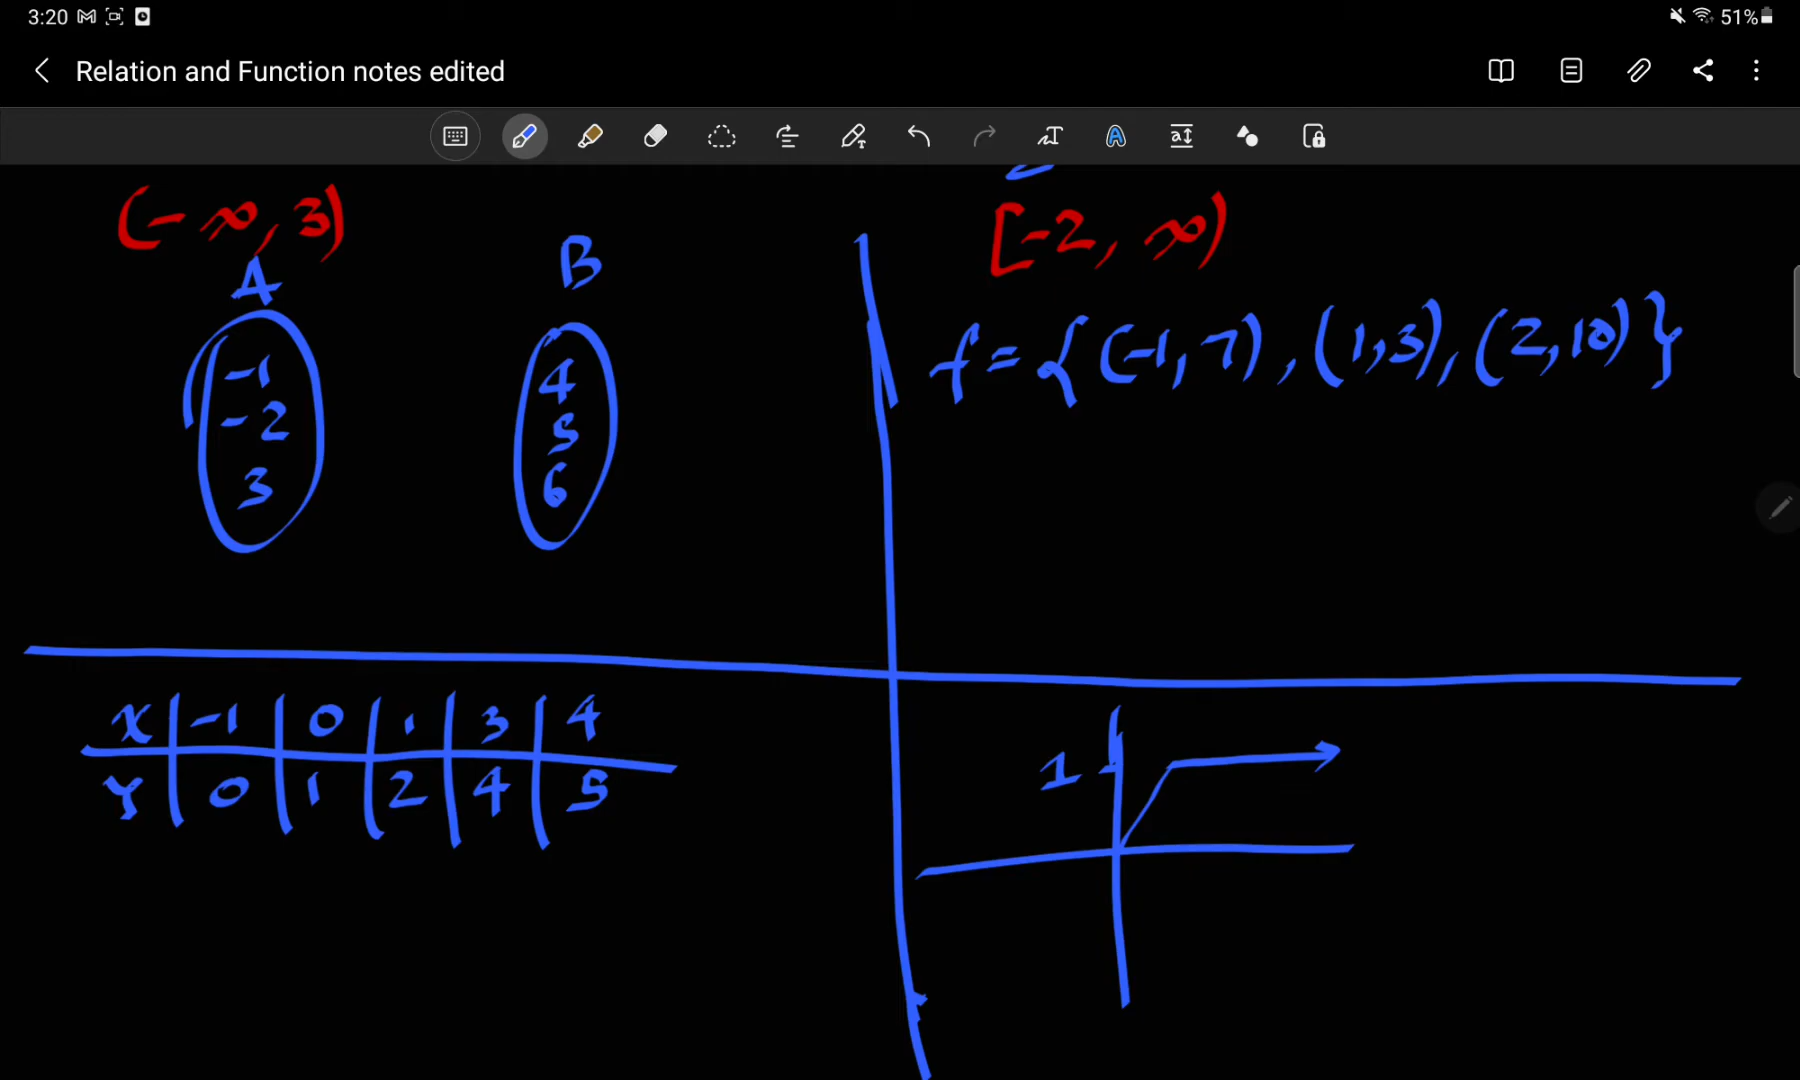 3:20 51%
Relation and Function notes edited
(-∞, 3) [-2, ∞)
A B
f = {(-1, 7), (1, 3), (2, 10)}
-1 4
-2 5
3 6
X | -1 | 0 | 1 | 3 | 4
Y | 0 | 1 | 2 | 4 | 5
1